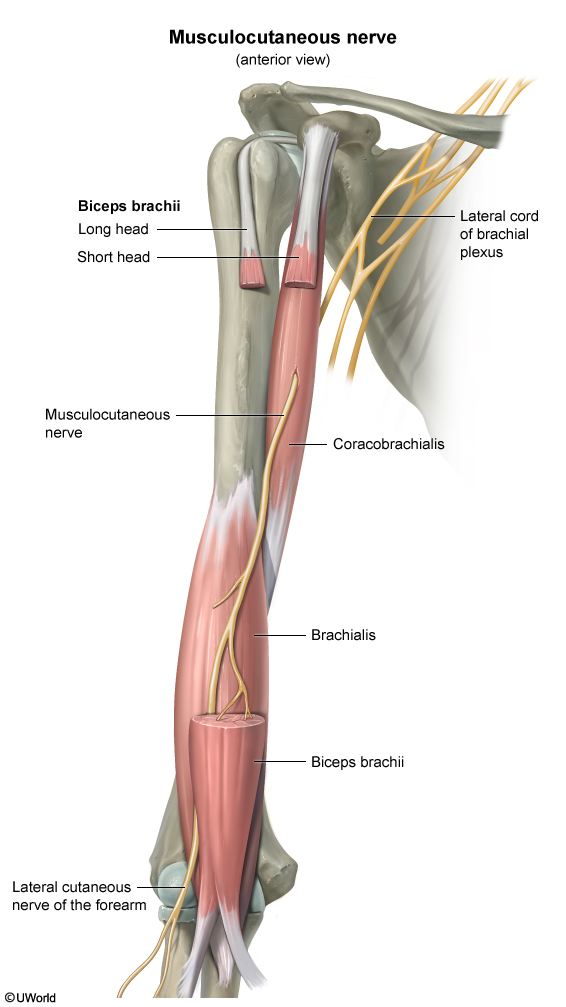 Musculocutaneous nerve
(anterior view)
Biceps brachii
Long head
Short head
Lateral cord
of brachial
plexus
Musculocutaneous
nerve
Coracobrachialis
Brachialis
Biceps brachii
Lateral cutaneous
nerve of the forearm
©UWorld